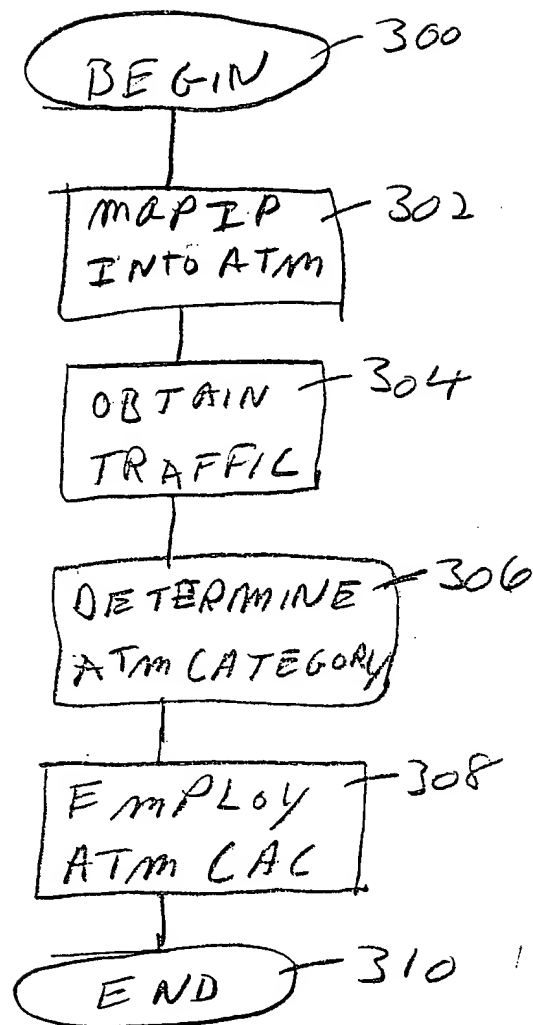 BEGIN 300
MAP IP 302
INTO ATM
OBTAIN 304
TRAFFIC
DETERMINE 306
ATM CATEGORY
EMPLOY 308
ATM CAC
END 310